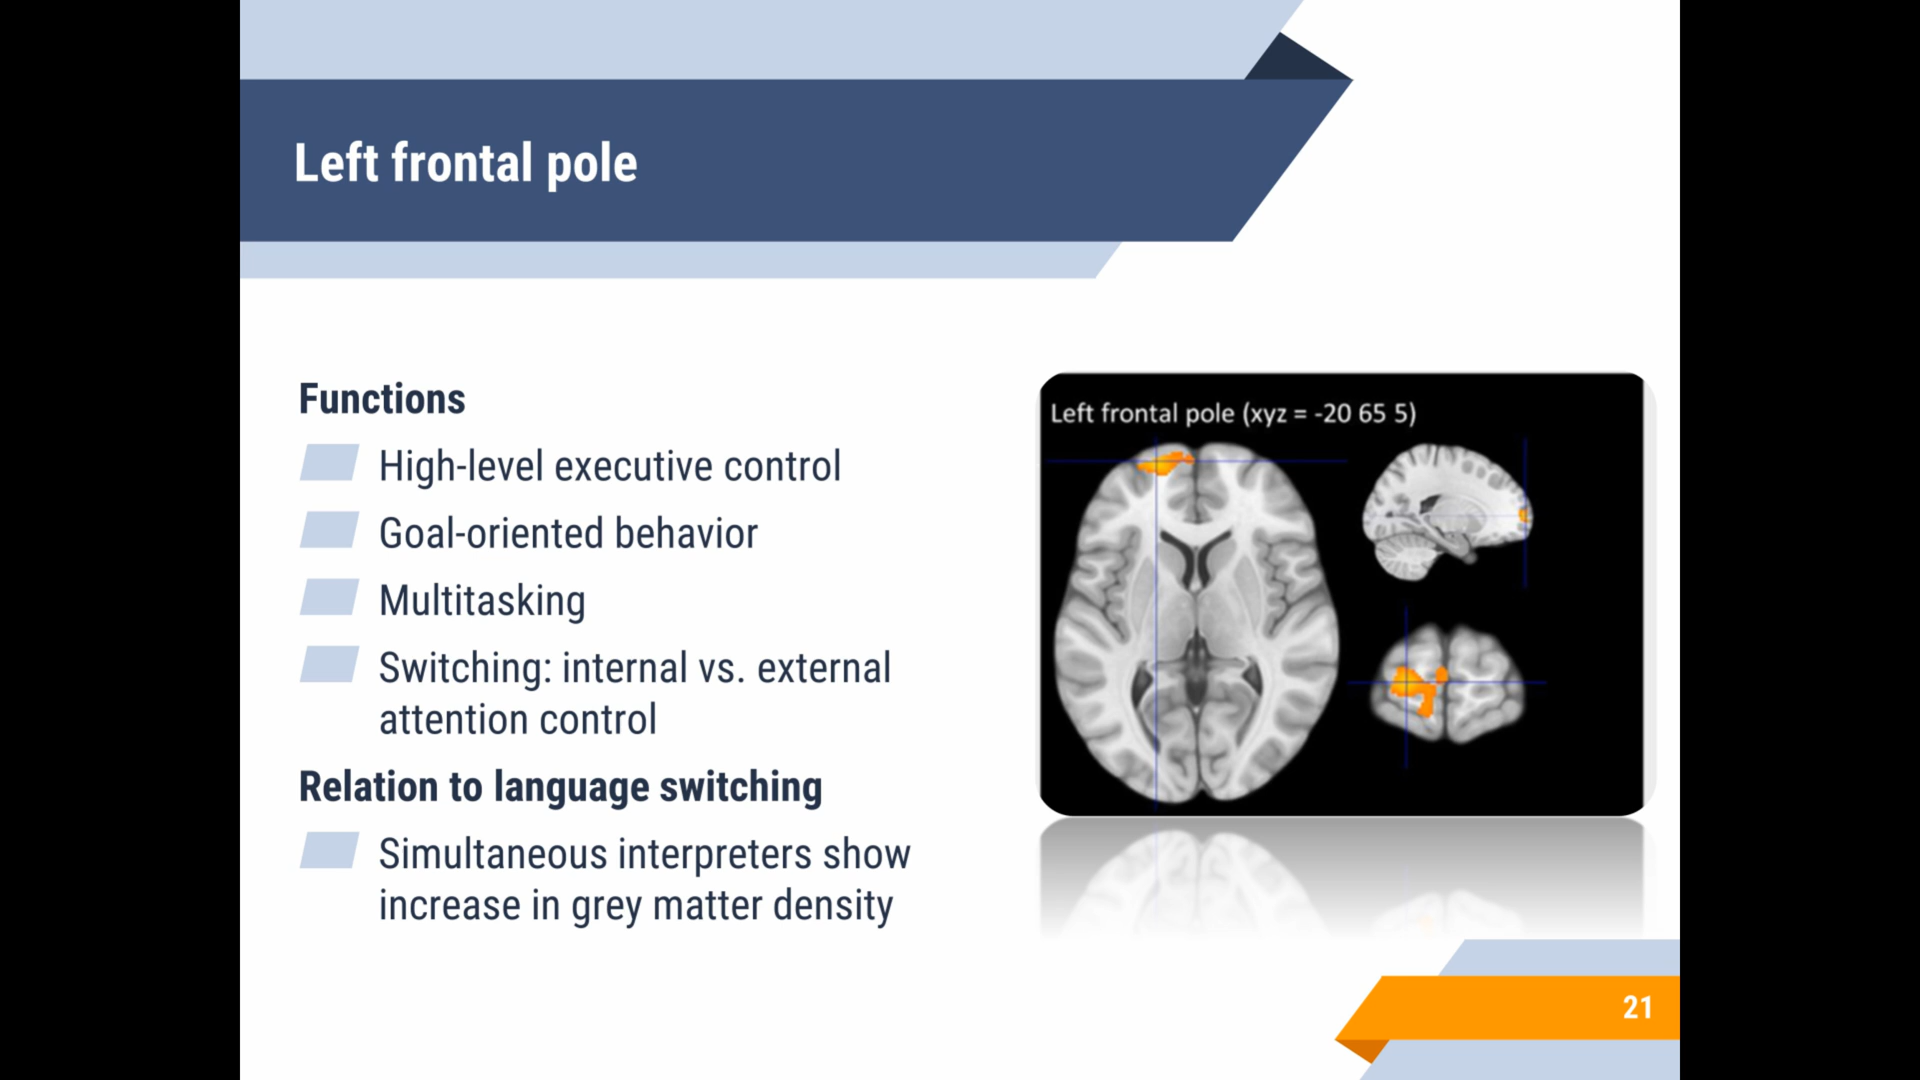 Left frontal pole
Functions
High-level executive control
Goal-oriented behavior
Multitasking
Switching: internal vs. external
attention control
Relation to language switching
Simultaneous interpreters show
increase in grey matter density
Left frontal pole (xyz = -20 65 5)
21